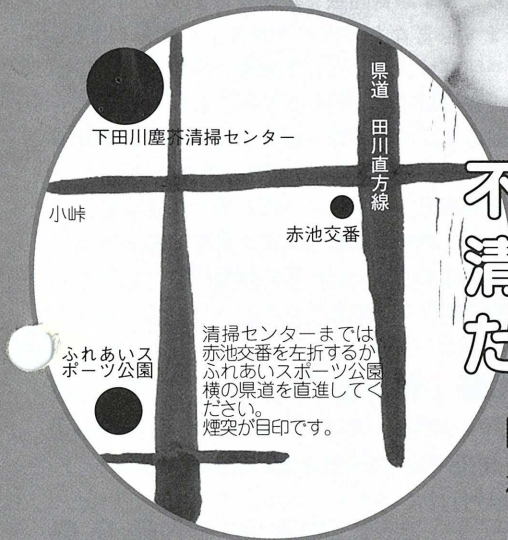 県道　田川直方線
下田川塵芥清掃センター
小峠
赤池交番
ふれあいス
ポーツ公園
清掃センターまでは
赤池交番を左折するか
ふれあいスポーツ公園
横の県道を直進してく
ださい。
煙突が目印です。
不
清
た